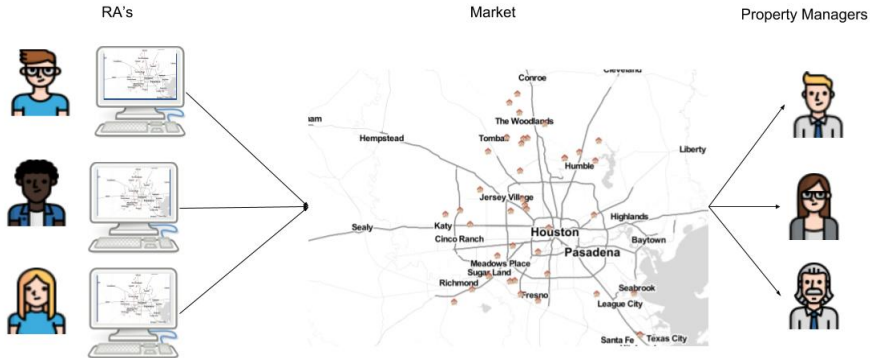 RA's
Market
Property Managers
Conroe
Cleveland
The Woodlands
Tomball
Hempstead
Liberty
Humble
Jersey Village
Highlands
Sealy
Katy
Houston
Cinco Ranch
Baytown
Pasadena
Meadows Place
Sugar Land
Richmond
Seabrook
Fresno
League City
Santa Fe
Texas City